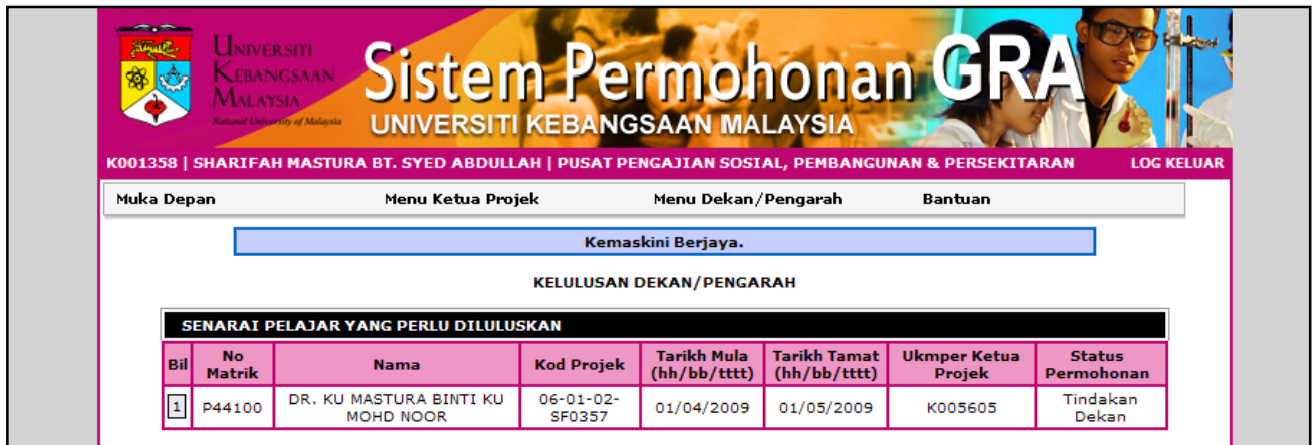 UNIVERSITI
KEBANGSAAN
MALAYSIA
National University of Malaysia
Sistem Permohonan GRA
UNIVERSITI KEBANGSAAN MALAYSIA
K001358 | SHARIFAH MASTURA BT. SYED ABDULLAH | PUSAT PENGAJIAN SOSIAL, PEMBANGUNAN & PERSEKITARAN LOG KELUAR
Muka Depan Menu Ketua Projek Menu Dekan/Pengarah Bantuan
Kemaskini Berjaya.
KELULUSAN DEKAN/PENGARAH
SENARAI PELAJAR YANG PERLU DILULUSKAN
Bil No Matrik Nama Kod Projek Tarikh Mula (hh/bb/tttt) Tarikh Tamat (hh/bb/tttt) Ukmper Ketua Projek Status Permohonan
1 P44100 DR. KU MASTURA BINTI KU MOHD NOOR 06-01-02-SF0357 01/04/2009 01/05/2009 K005605 Tindakan Dekan